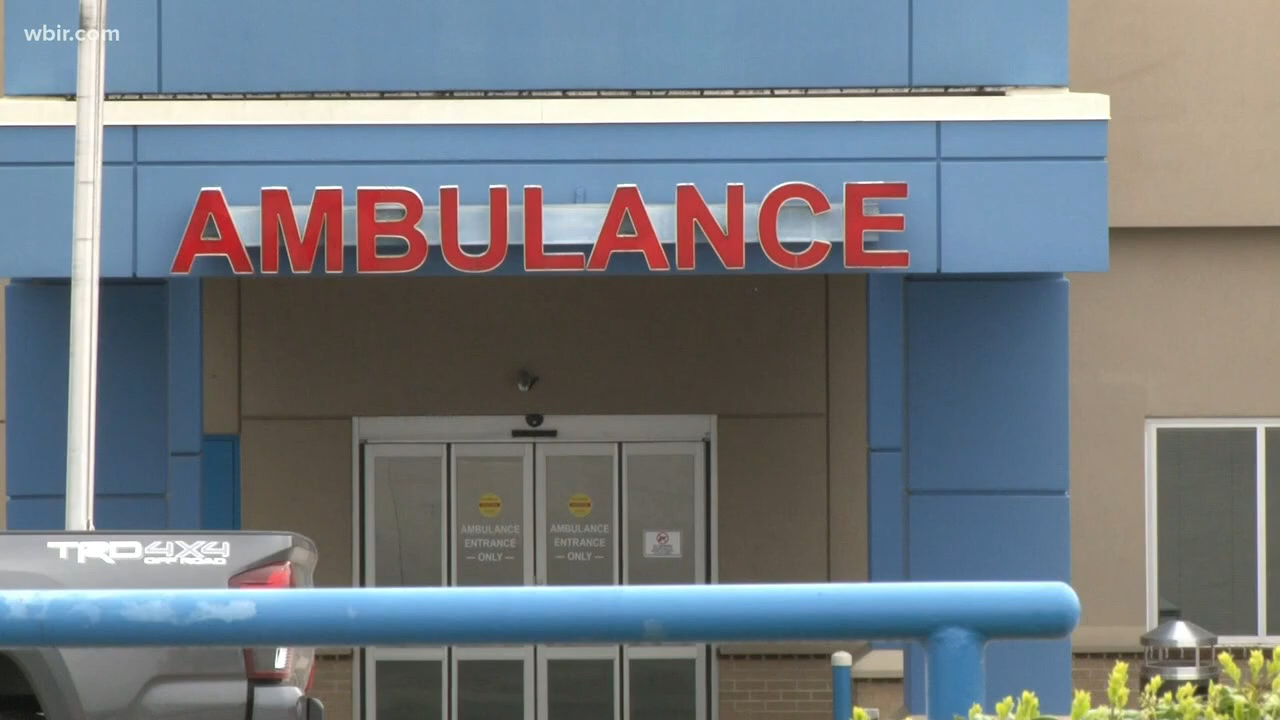 wbir.com
AMBULANCE
AMBULANCE
ENTRANCE
— ONLY —
AMBULANCE
ENTRANCE
— ONLY —
TRD 4X4
OFF ROAD